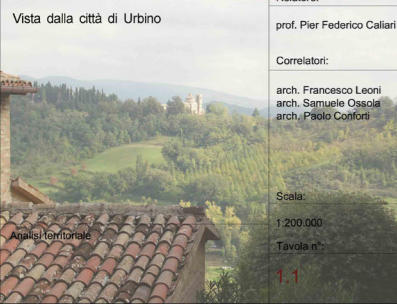 Vista dalla città di Urbino
Relatore:
prof. Pier Federico Caliari
Correlatori:
arch. Francesco Leoni
arch. Samuele Ossola
arch. Paolo Conforti
Scala:
1:200.000
Analisi territoriale
Tavola n°:
1.1